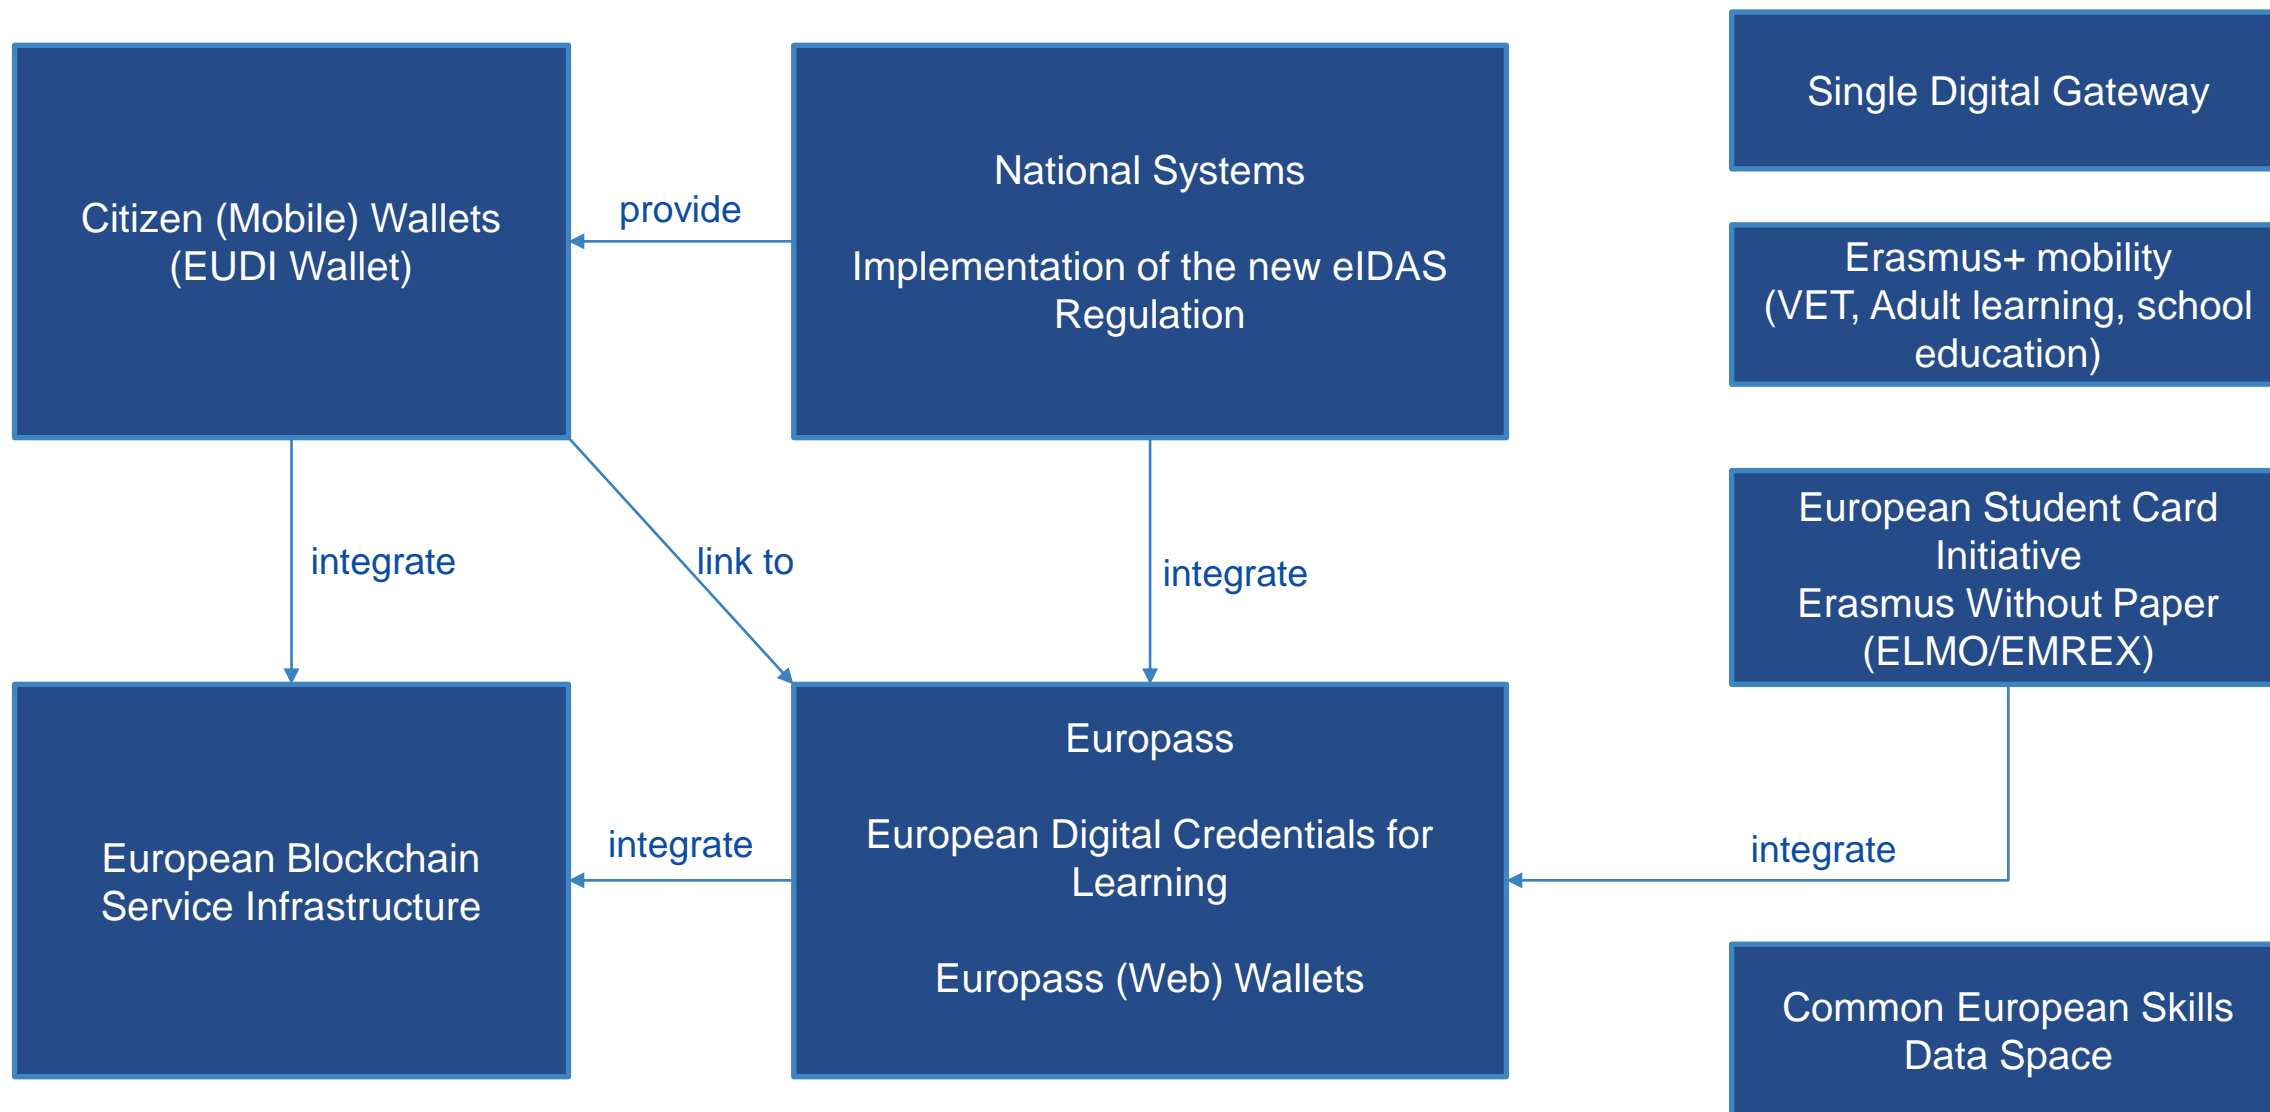 Citizen (Mobile) Wallets
(EUDI Wallet)
provide
National Systems
Implementation of the new eIDAS
Regulation
Single Digital Gateway
Erasmus+ mobility
(VET, Adult learning, school
education)
integrate
link to
integrate
European Student Card
Initiative
Erasmus Without Paper
(ELMO/EMREX)
European Blockchain
Service Infrastructure
integrate
Europass
European Digital Credentials for
Learning
Europass (Web) Wallets
integrate
Common European Skills
Data Space